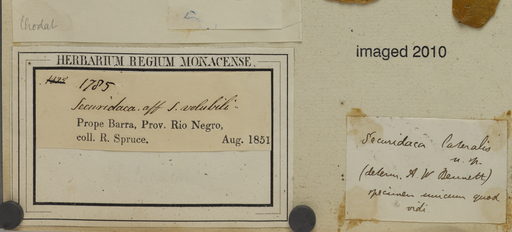 Chodat
imaged 2010
HERBARIUM REGIUM MONACENSE.
1785
Securidaca aff S. volubili
Prope Barra, Prov. Rio Negro,
coll. R. Spruce, Aug. 1851
Securidaca lateralis
n. sp.
(determ. A W Bennett)
specimen unicum quod
vidi